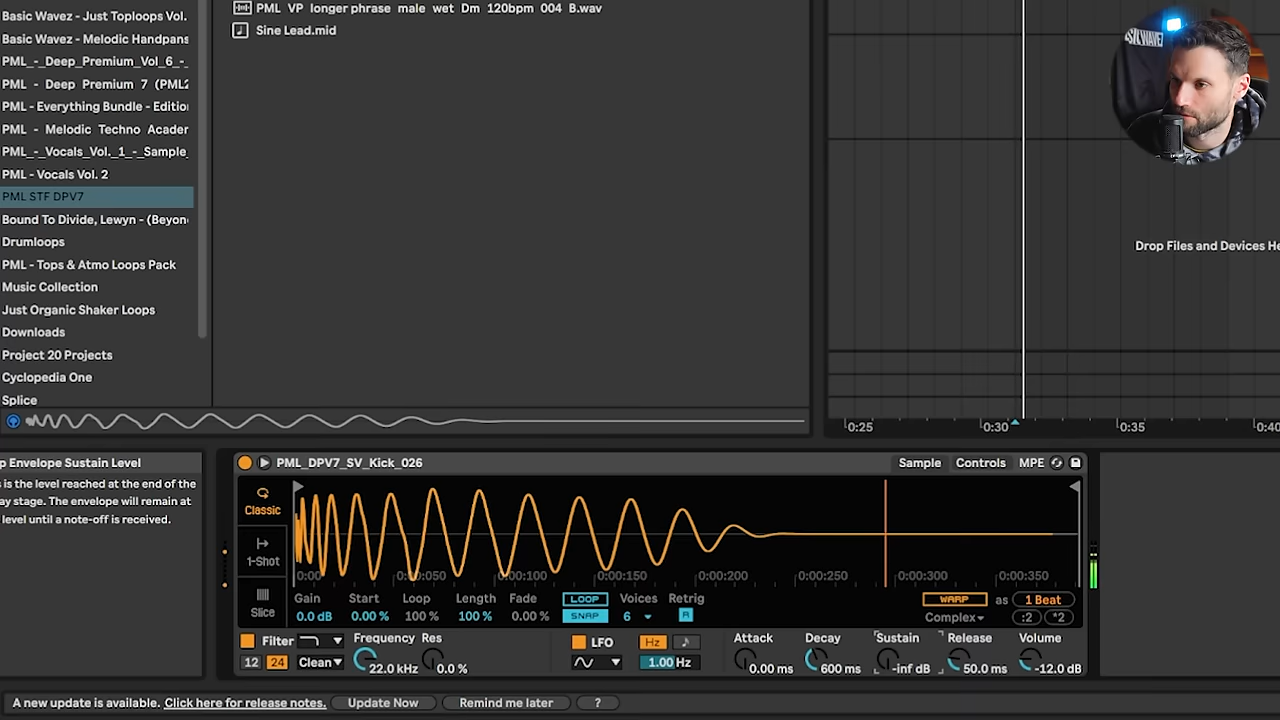 Basic Wavez - Just Toploops Vol.
Basic Wavez - Melodic Handpans
PML_-_Deep_Premium_Vol_6_-_
PML - Deep Premium 7 (PML2
PML - Everything Bundle - Edition
PML - Melodic Techno Academ
PML_-_Vocals_Vol._1_-_Sample_
PML - Vocals Vol. 2
PML STF DPV7
Bound To Divide, Lewyn - (Beyond
Drumloops
PML - Tops & Atmo Loops Pack
Music Collection
Just Organic Shaker Loops
Downloads
Project 20 Projects
Cyclopedia One
Splice
PML VP longer phrase male wet Dm 120bpm 004 B.wav
Sine Lead.mid
Drop Files and Devices He
0:25 0:30 0:35 0:40
p Envelope Sustain Level
s is the level reached at the end of the
ay stage. The envelope will remain at
level until a note-off is received.
PML_DPV7_SV_Kick_026
Sample Controls MPE
Classic
1-Shot
Slice
0:00 0:00:050 0:00:100 0:00:150 0:00:200 0:00:250 0:00:300 0:00:350
Gain Start Loop Length Fade LOOP Voices Retrig WARP as 1 Beat
0.0 dB 0.00 % 100 % 100 % 0.00 % SNAP 6 R Complex :2 *2
Filter Frequency Res LFO Hz Attack Decay Sustain Release Volume
12 24 Clean 22.0 kHz 0.0 % 1.00 Hz 0.00 ms 600 ms -inf dB 50.0 ms -12.0 dB
A new update is available. Click here for release notes. Update Now Remind me later ?